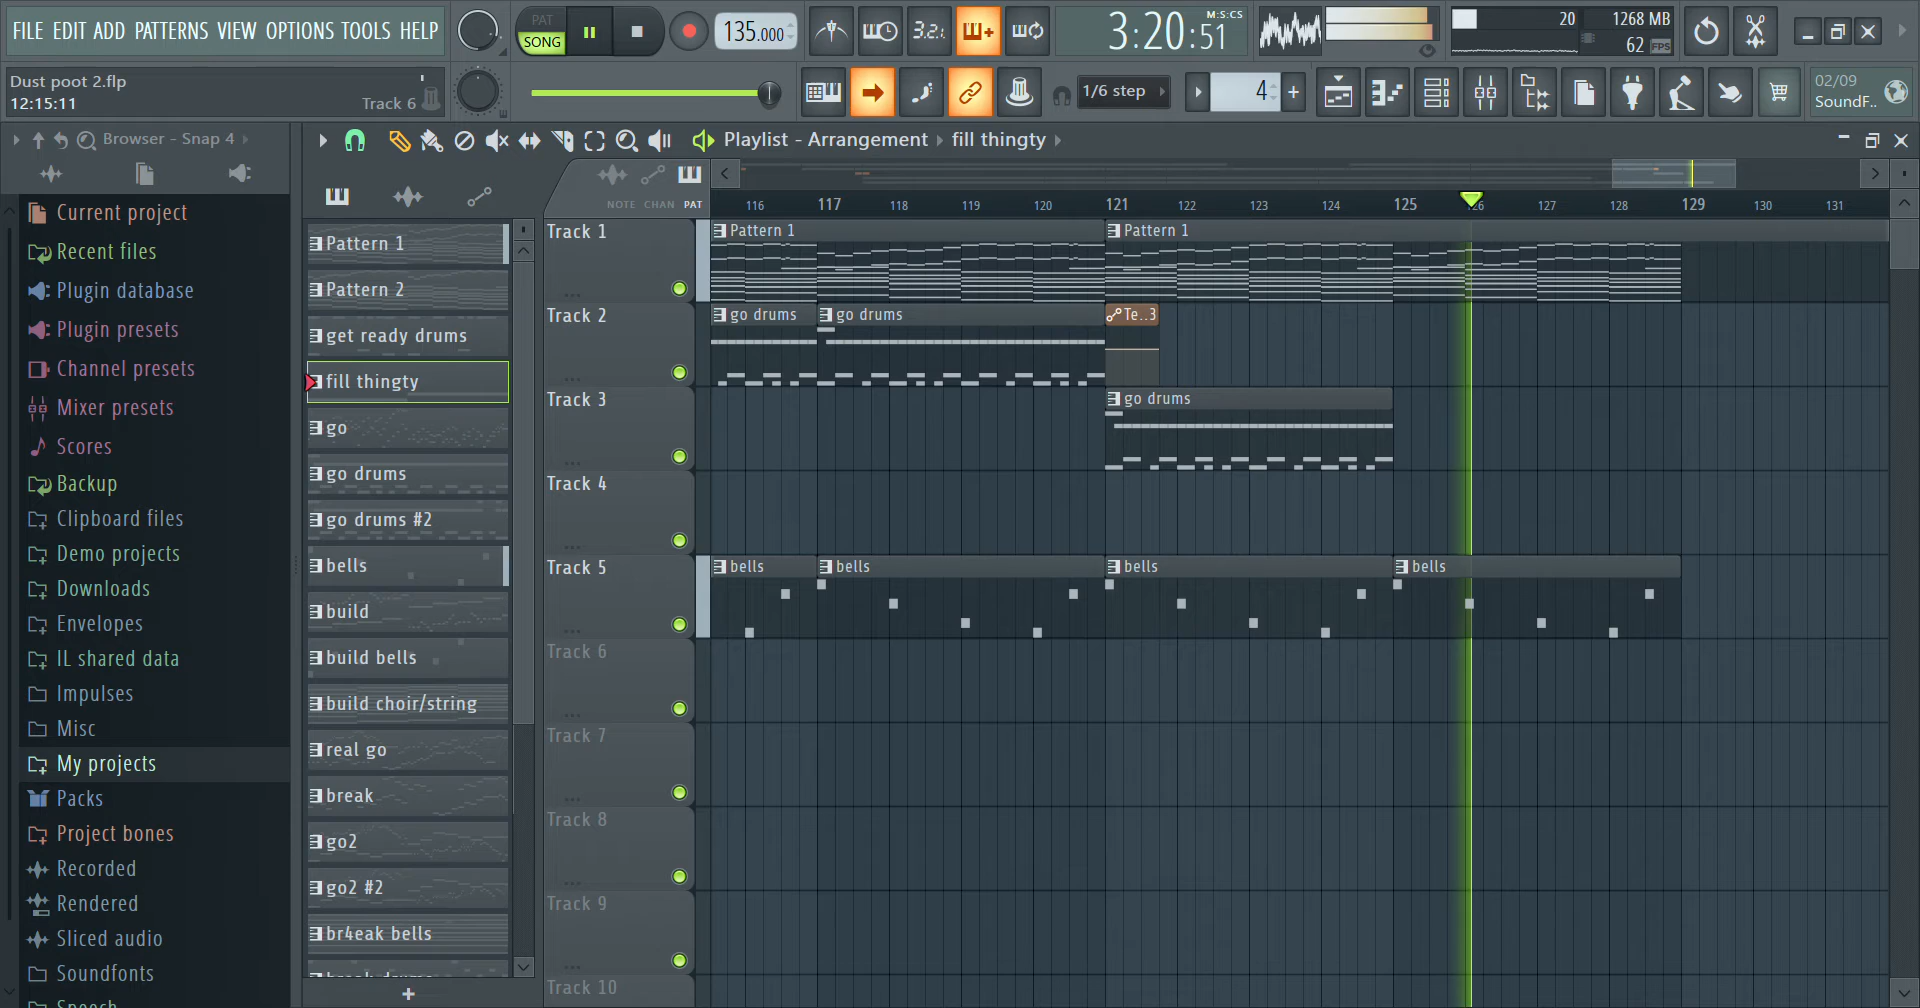 FILE EDIT ADD PATTERNS VIEW OPTIONS TOOLS HELP
PAT
SONG
135.000
3.2.1.
3:20:51
M:S:CS
20
1268 MB
62 FPS
Dust poot 2.flp
12:15:11
Track 6
1/6 step
4
02/09
SoundF..
Browser - Snap 4
Playlist - Arrangement
fill thingty
NOTE CHAN PAT
116 117 118 119 120 121 122 123 124 125 126 127 128 129 130 131
Current project
Recent files
Plugin database
Plugin presets
Channel presets
Mixer presets
Scores
Backup
Clipboard files
Demo projects
Downloads
Envelopes
IL shared data
Impulses
Misc
My projects
Packs
Project bones
Recorded
Rendered
Sliced audio
Soundfonts
Speech
Pattern 1
Pattern 2
get ready drums
fill thingty
go
go drums
go drums #2
bells
build
build bells
build choir/string
real go
break
go2
go2 #2
br4eak bells
break drums
Track 1
Pattern 1
Pattern 1
Track 2
go drums
go drums
Te..3
Track 3
go drums
Track 4
Track 5
bells
bells
bells
bells
Track 6
Track 7
Track 8
Track 9
Track 10